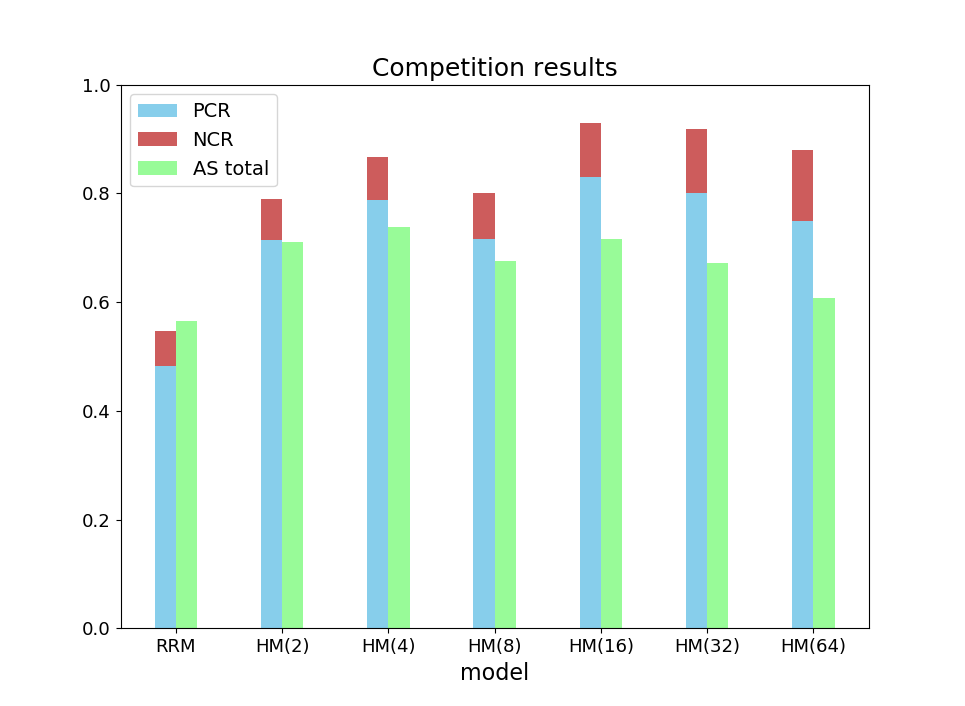 Competition results
1.0
0.8
0.6
0.4
0.2
0.0
PCR
NCR
AS total
RRM HM(2) HM(4) HM(8) HM(16) HM(32) HM(64)
model